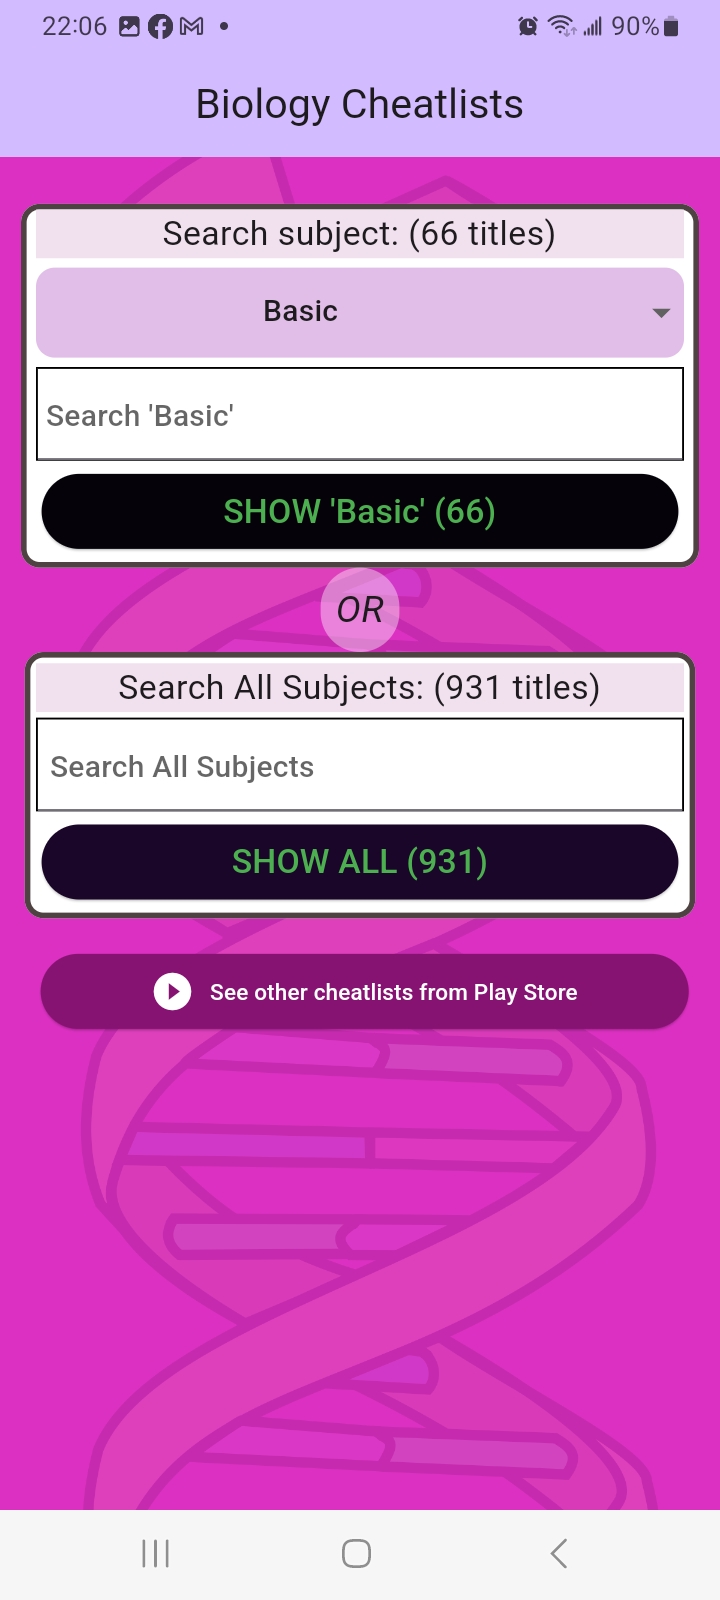 22:06
90%
Biology Cheatlists
Search subject: (66 titles)
Basic
Search 'Basic'
SHOW 'Basic' (66)
OR
Search All Subjects: (931 titles)
Search All Subjects
SHOW ALL (931)
See other cheatlists from Play Store